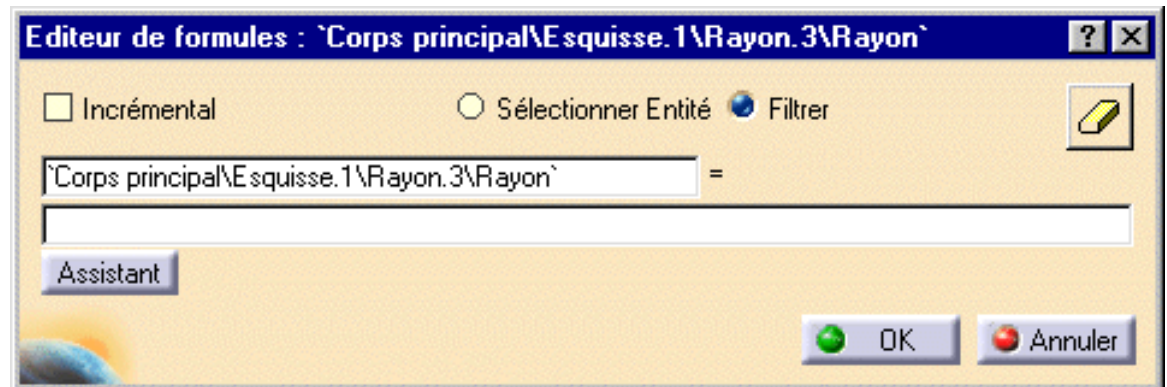 Editeur de formules : `Corps principal\Esquisse.1\Rayon.3\Rayon` ?
Incrémental Sélectionner Entité Filtrer
`Corps principal\Esquisse.1\Rayon.3\Rayon` =
Assistant
OK Annuler